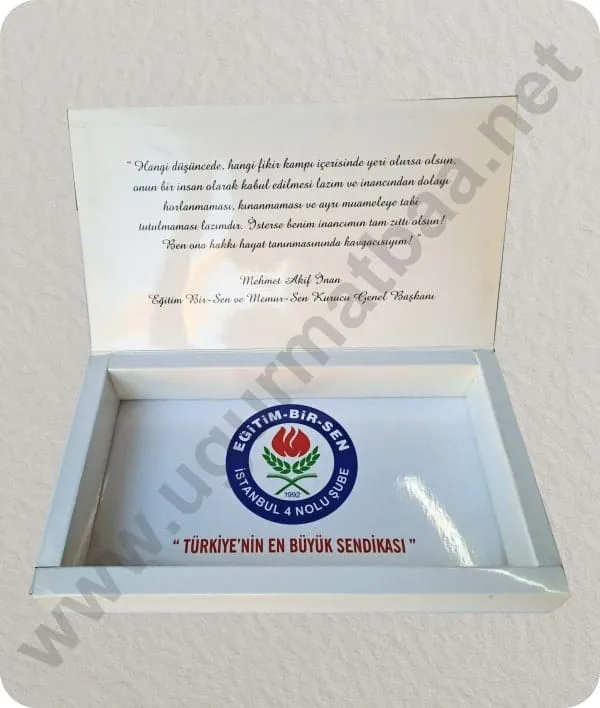 " Hangi düşüncede, hangi fikir kampı içerisinde yeri olursa olsun,
onun bir insan olarak kabul edilmesi lazım ve inancından dolayı
horlanmaması, kınanmaması ve ayrı muameleye tabi
tutulmaması lazımdır. İsterse benim inancımın tam zıttı olsun!
Ben ona hakkı hayat tanınmasınında kavgacısıyım! "
Mehmet Akif İnan
Eğitim Bir-Sen ve Memur-Sen Kurucu Genel Başkanı
EĞİTİM-BİR-SEN
1992
İSTANBUL 4 NOLU ŞUBE
" TÜRKİYE'NİN EN BÜYÜK SENDİKASI "
www.ugurmatbaa.net